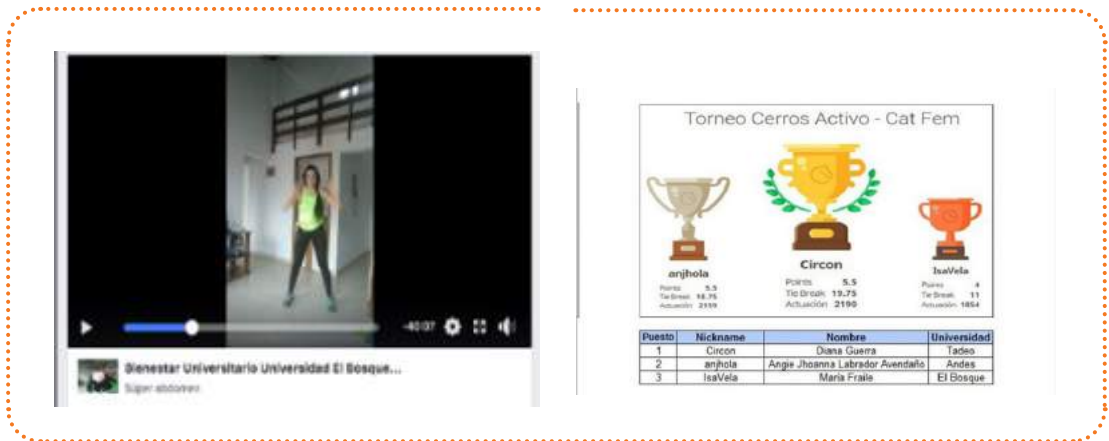 -40:07
Bienestar Universitario Universidad El Bosque...
Súper abdomen
Torneo Cerros Activo - Cat Fem
anjhola
Points 5.5
Tie Break 18.75
Actuación 2159
Circon
Points 5.5
Tie Break 19.75
Actuación 2190
IsaVela
Points 4
Tie Break 11
Actuación 1854
Puesto Nickname Nombre Universidad
1 Circon Diana Guerra Tadeo
2 anjhola Angie Jhoanna Labrador Avendaño Andes
3 IsaVela María Fraile El Bosque